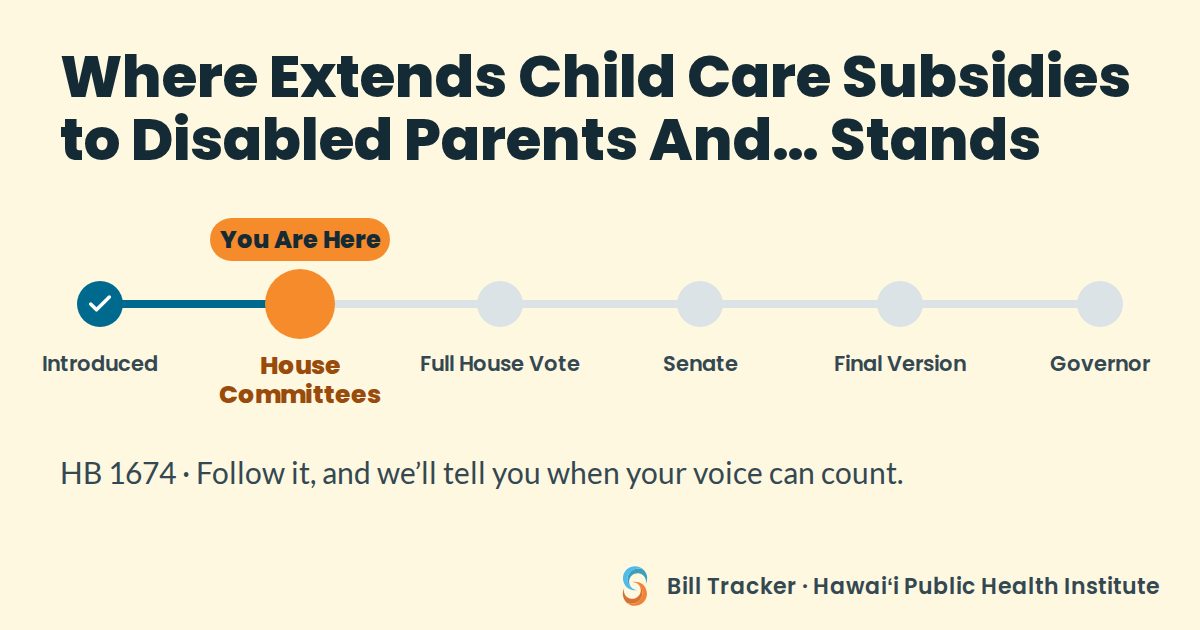 Where Extends Child Care Subsidies
to Disabled Parents And... Stands
You Are Here
Introduced
House
Committees
Full House Vote
Senate
Final Version
Governor
HB 1674 · Follow it, and we’ll tell you when your voice can count.
Bill Tracker · Hawaiʻi Public Health Institute